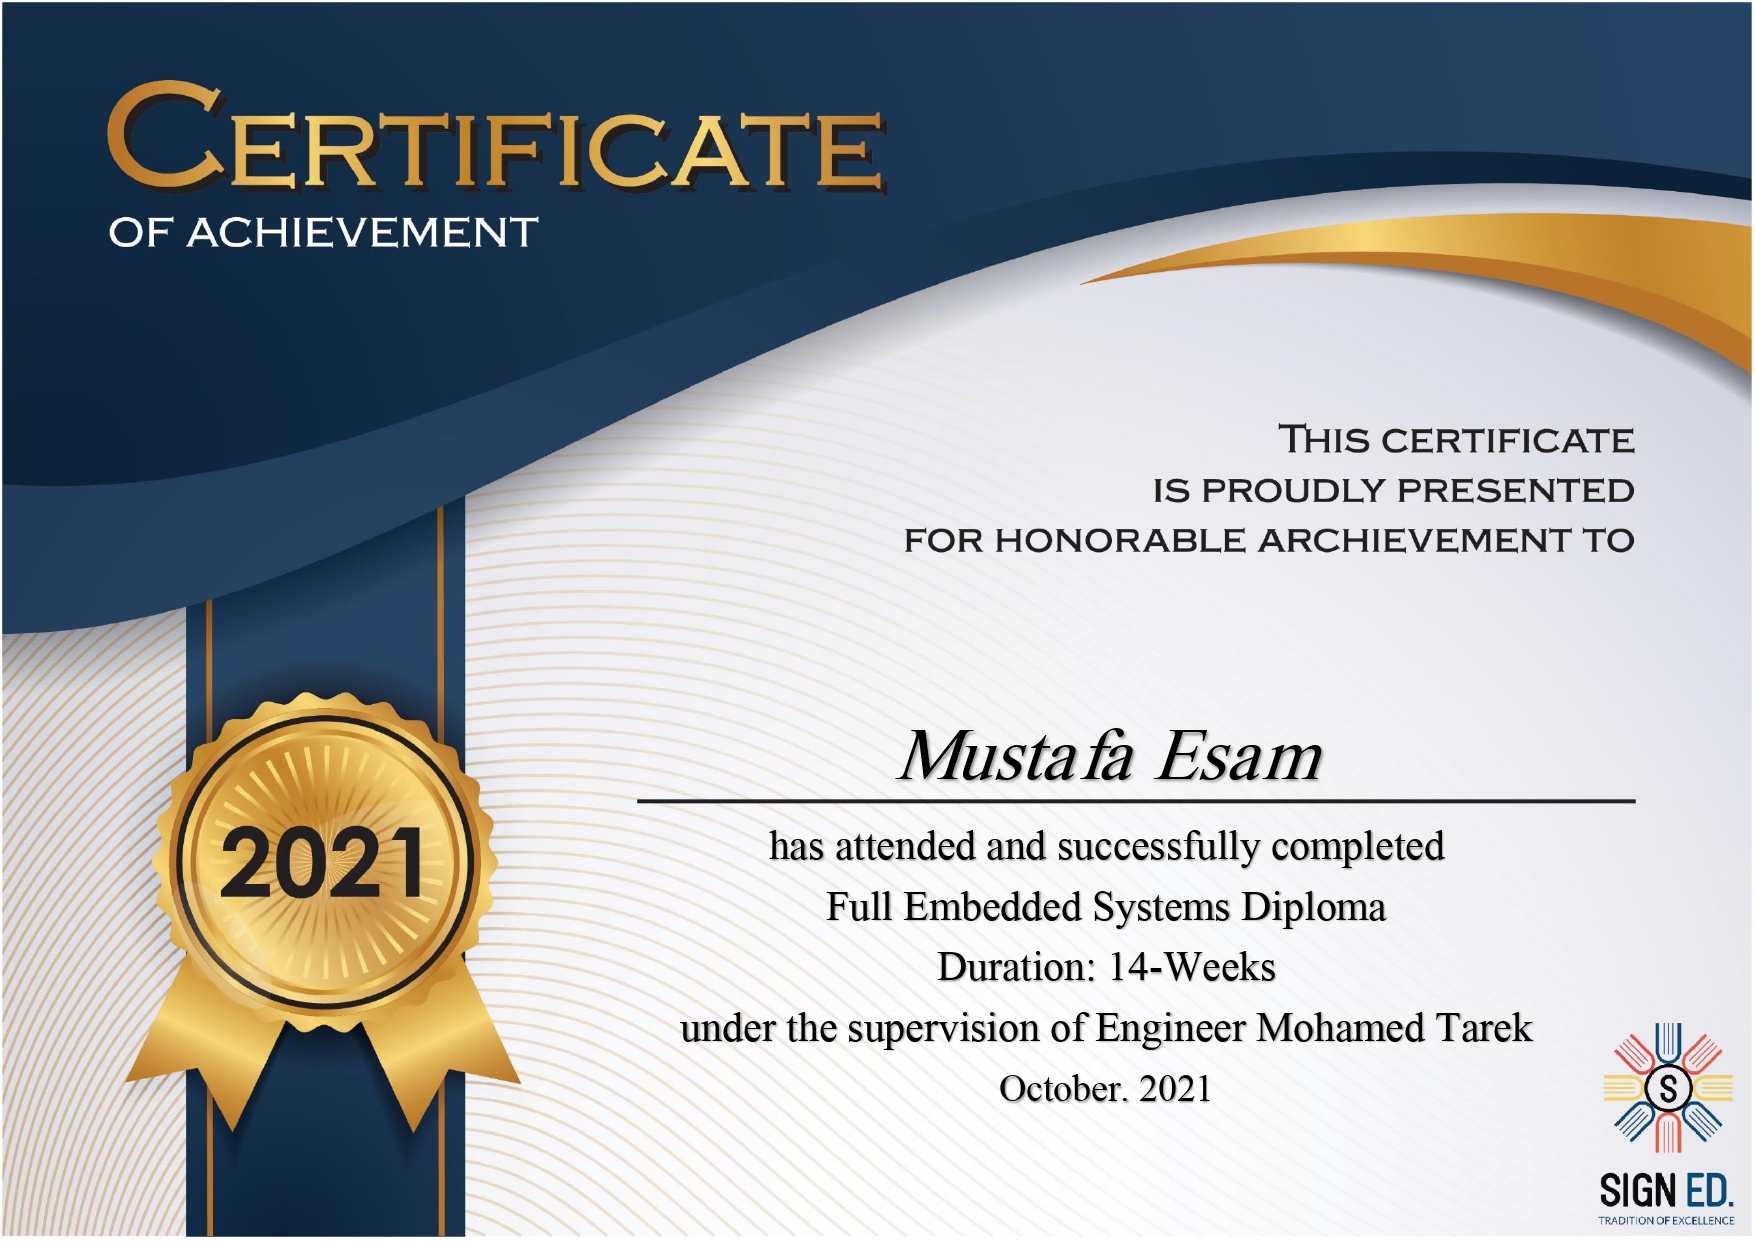 CERTIFICATE
OF ACHIEVEMENT
THIS CERTIFICATE
IS PROUDLY PRESENTED
FOR HONORABLE ARCHIEVEMENT TO
Mustafa Esam
2021
has attended and successfully completed
Full Embedded Systems Diploma
Duration: 14-Weeks
under the supervision of Engineer Mohamed Tarek
October. 2021
S
SIGN ED.
TRADITION OF EXCELLENCE